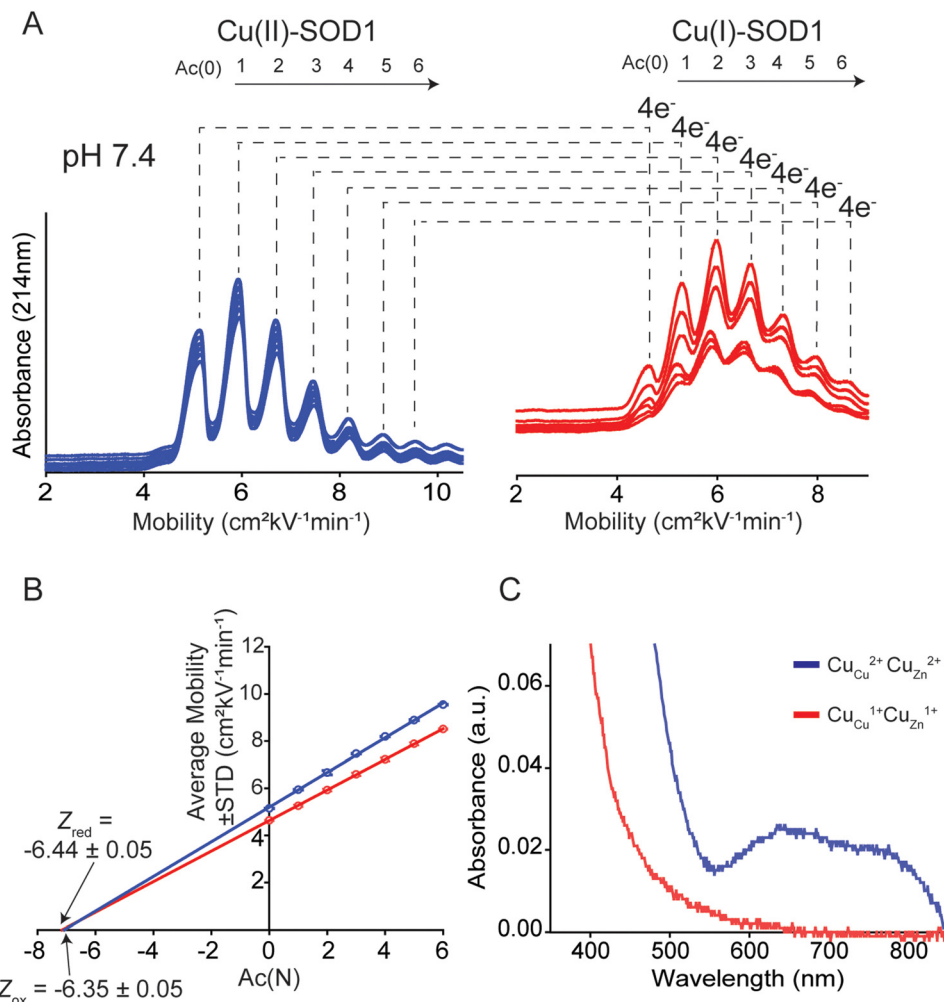 A
Cu(II)-SOD1
Cu(I)-SOD1
Ac(0) 1 2 3 4 5 6
Ac(0) 1 2 3 4 5 6
4e⁻
4e⁻
4e⁻
4e⁻
4e⁻
4e⁻
4e⁻
pH 7.4
Absorbance (214nm)
2 4 6 8 10
Mobility (cm²kV⁻¹min⁻¹)
2 4 6 8
Mobility (cm²kV⁻¹min⁻¹)
B
Average Mobility
±STD (cm²kV⁻¹min⁻¹)
12
10
8
6
4
2
Z_red =
-6.44 ± 0.05
-8 -6 -4 -2 0 2 4 6
Ac(N)
Z_ox = -6.35 ± 0.05
C
Absorbance (a.u.)
0.06
0.04
0.02
0.00
400 500 600 700 800
Wavelength (nm)
Cu_Cu²⁺ Cu_Zn²⁺
Cu_Cu¹⁺Cu_Zn¹⁺